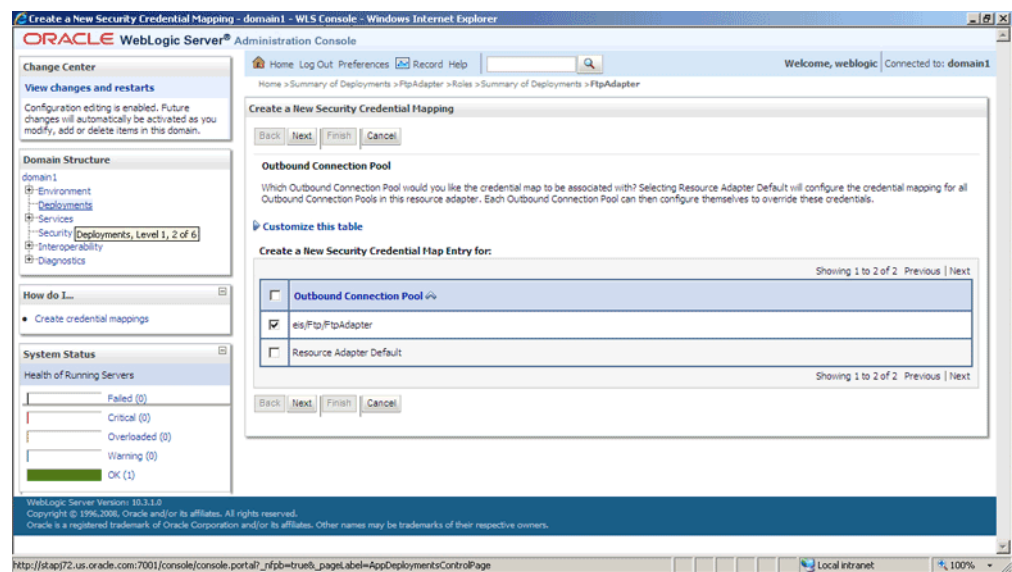 Create a New Security Credential Mapping - domain1 - WLS Console - Windows Internet Explorer
ORACLE WebLogic Server® Administration Console
Change Center
View changes and restarts
Configuration editing is enabled. Future
changes will automatically be activated as you
modify, add or delete items in this domain.
Domain Structure
domain1
Environment
Deployments
Services
Security
Deployments, Level 1, 2 of 6
Interoperability
Diagnostics
How do I...
Create credential mappings
System Status
Health of Running Servers
Failed (0)
Critical (0)
Overloaded (0)
Warning (0)
OK (1)
Home Log Out Preferences Record Help
Welcome, weblogic Connected to: domain1
Home >Summary of Deployments >FtpAdapter >Roles >Summary of Deployments >FtpAdapter
Create a New Security Credential Mapping
Back Next Finish Cancel
Outbound Connection Pool
Which Outbound Connection Pool would you like the credential map to be associated with? Selecting Resource Adapter Default will configure the credential mapping for all
Outbound Connection Pools in this resource adapter. Each Outbound Connection Pool can then configure themselves to override these credentials.
Customize this table
Create a New Security Credential Map Entry for:
Showing 1 to 2 of 2 Previous | Next
Outbound Connection Pool
eis/Ftp/FtpAdapter
Resource Adapter Default
Showing 1 to 2 of 2 Previous | Next
Back Next Finish Cancel
WebLogic Server Version: 10.3.1.0
Copyright © 1996,2008, Oracle and/or its affiliates. All rights reserved.
Oracle is a registered trademark of Oracle Corporation and/or its affiliates. Other names may be trademarks of their respective owners.
http://stapj72.us.oracle.com:7001/console/console.portal?_nfpb=true&_pageLabel=AppDeploymentsControlPage
Local intranet
100%